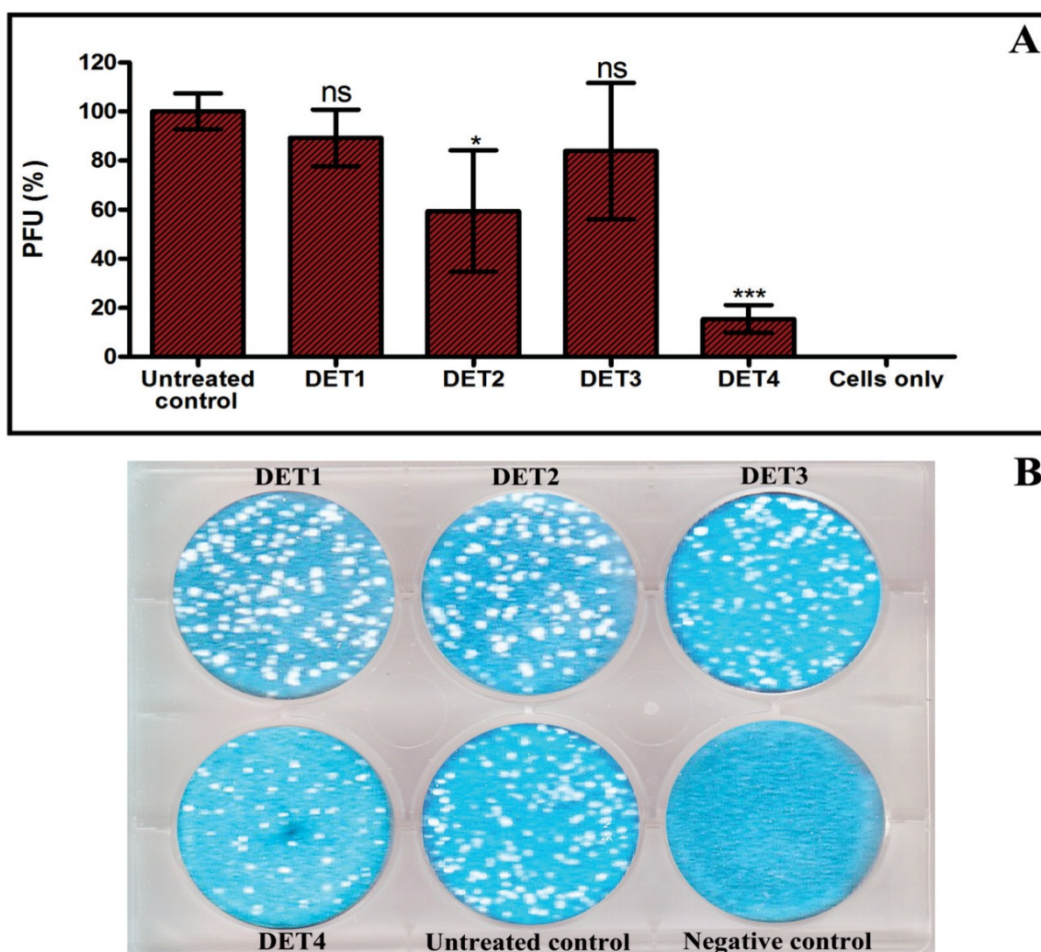 A
120
100
80
60
40
20
0
PFU (%)
ns
*
ns
***
Untreated
control
DET1
DET2
DET3
DET4
Cells only
B
DET1
DET2
DET3
DET4
Untreated control
Negative control